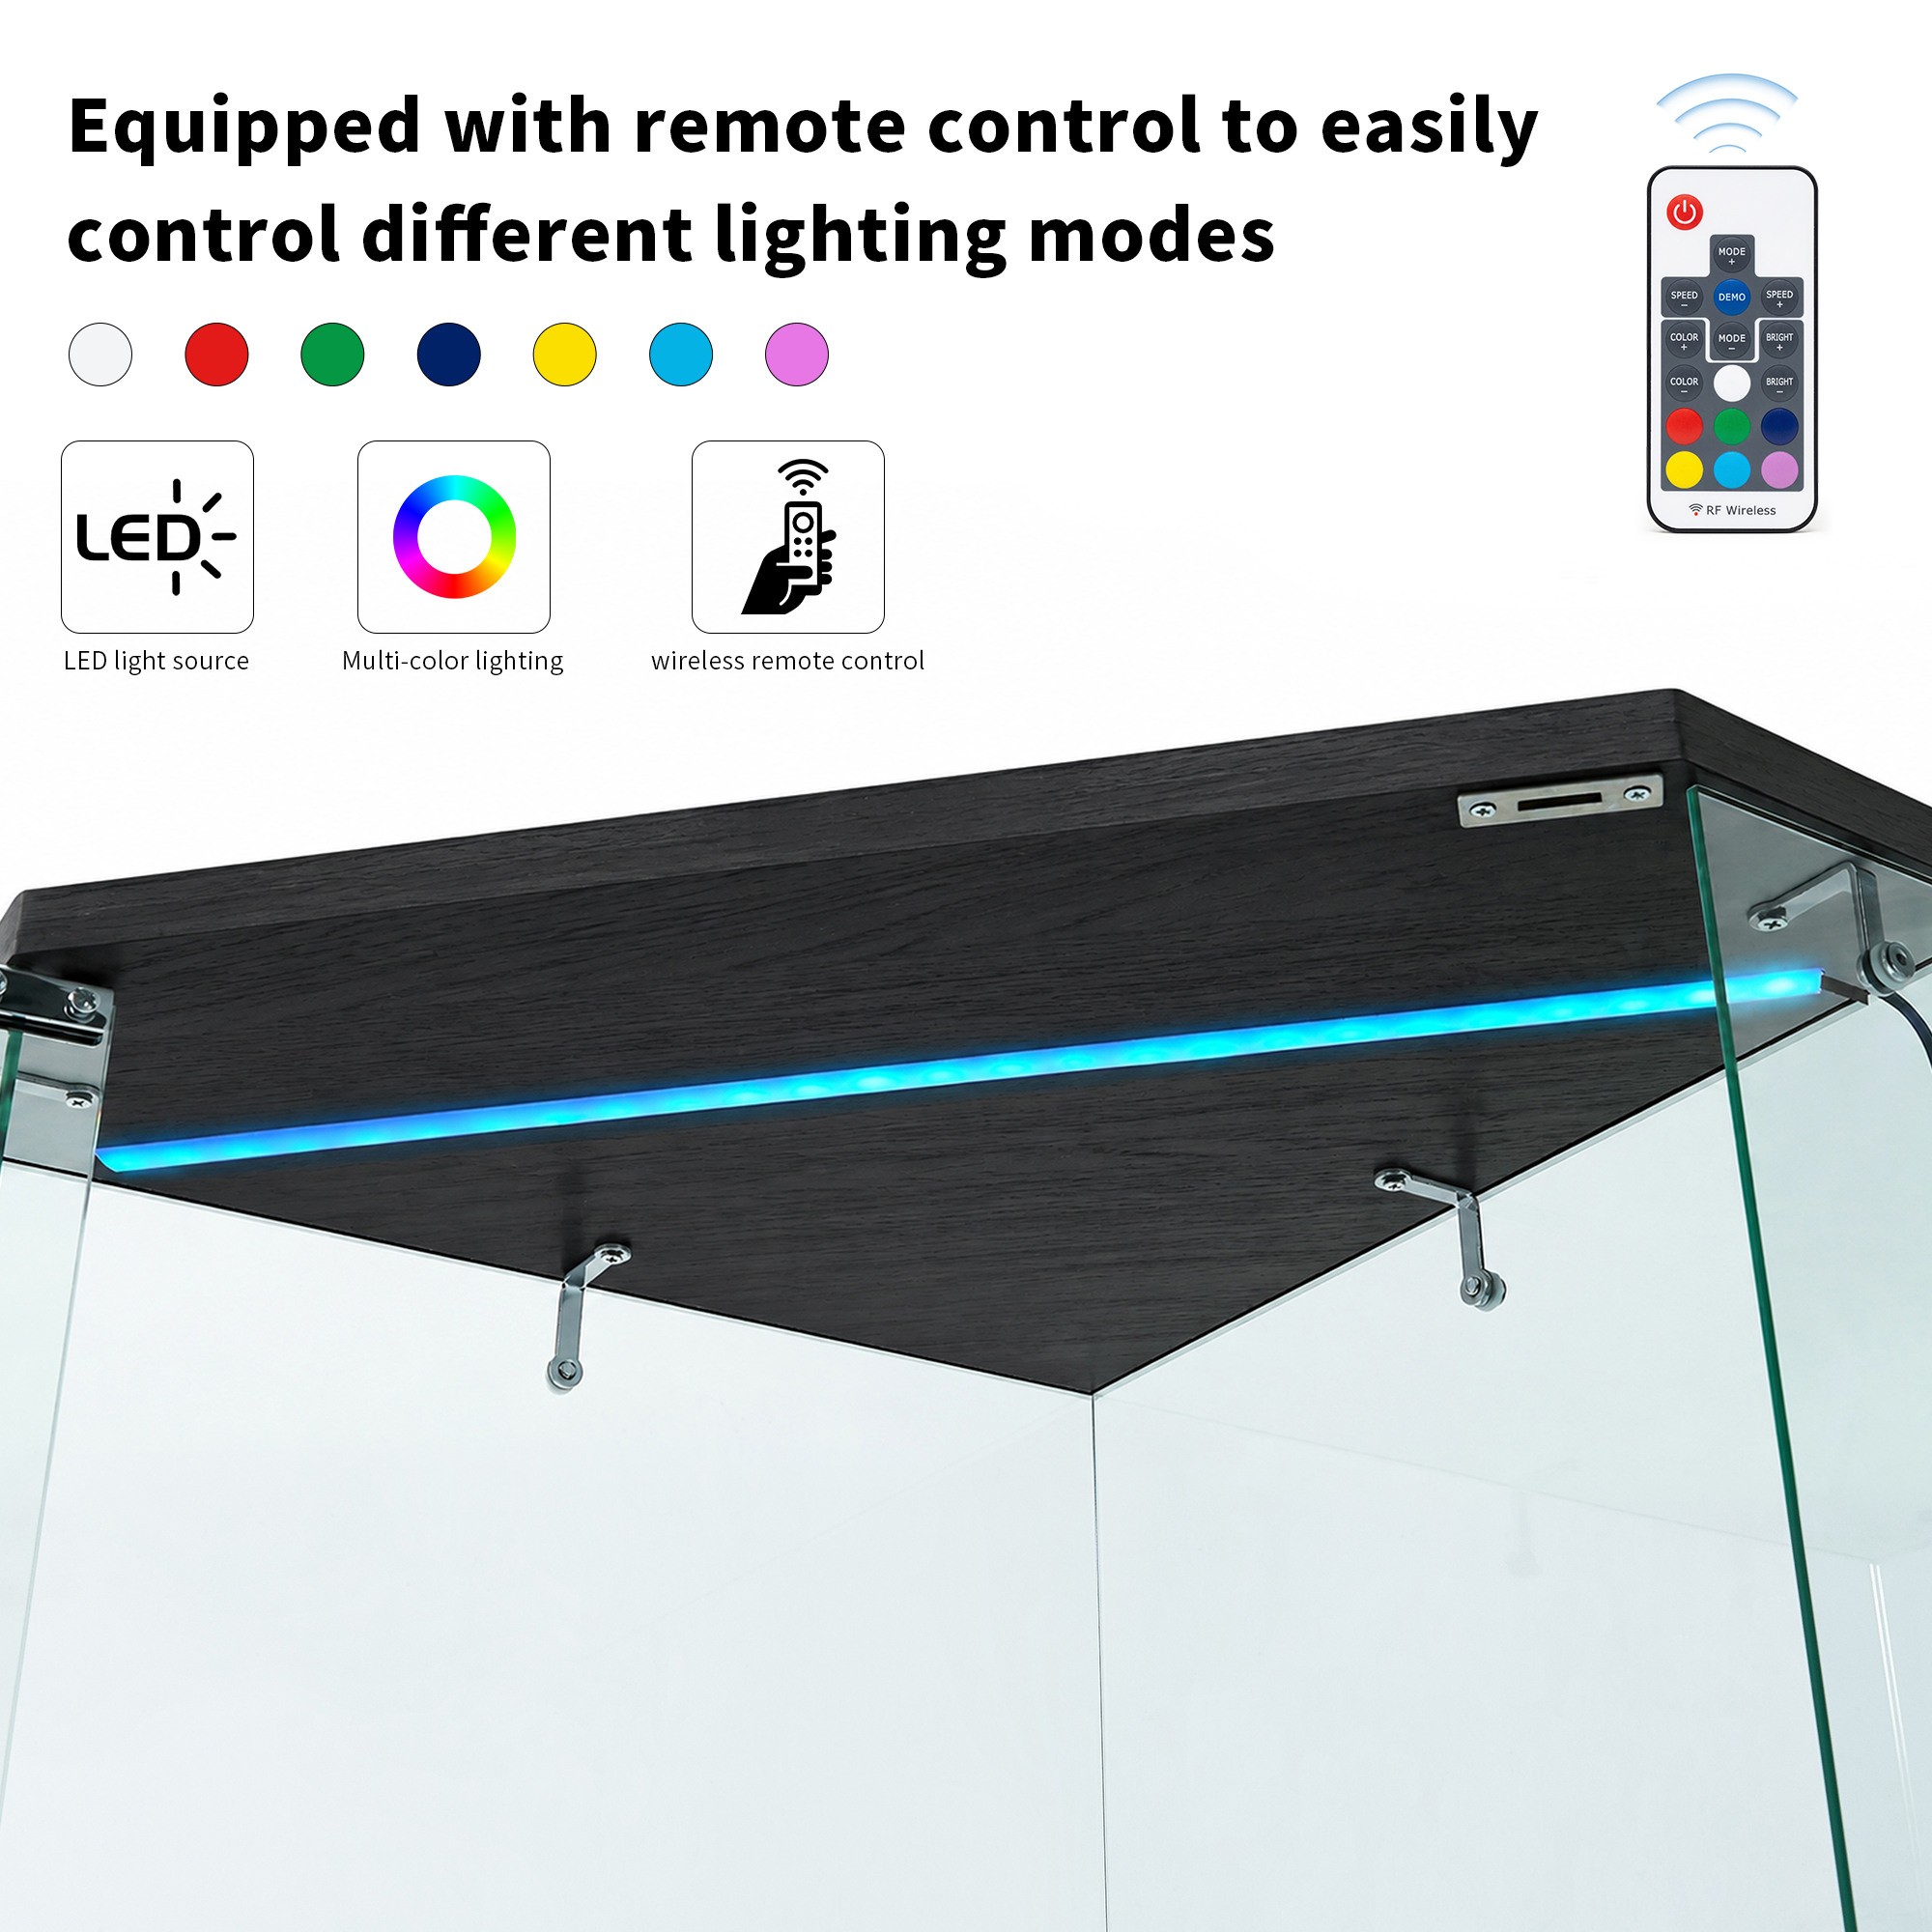 Equipped with remote control to easily
control different lighting modes
MODE
+
SPEED
−
DEMO
SPEED
+
COLOR
+
MODE
−
BRIGHT
+
COLOR
−
BRIGHT
−
RF Wireless
LED
LED light source
Multi-color lighting
wireless remote control